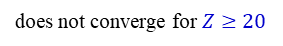 does not converge for Z ≥ 20